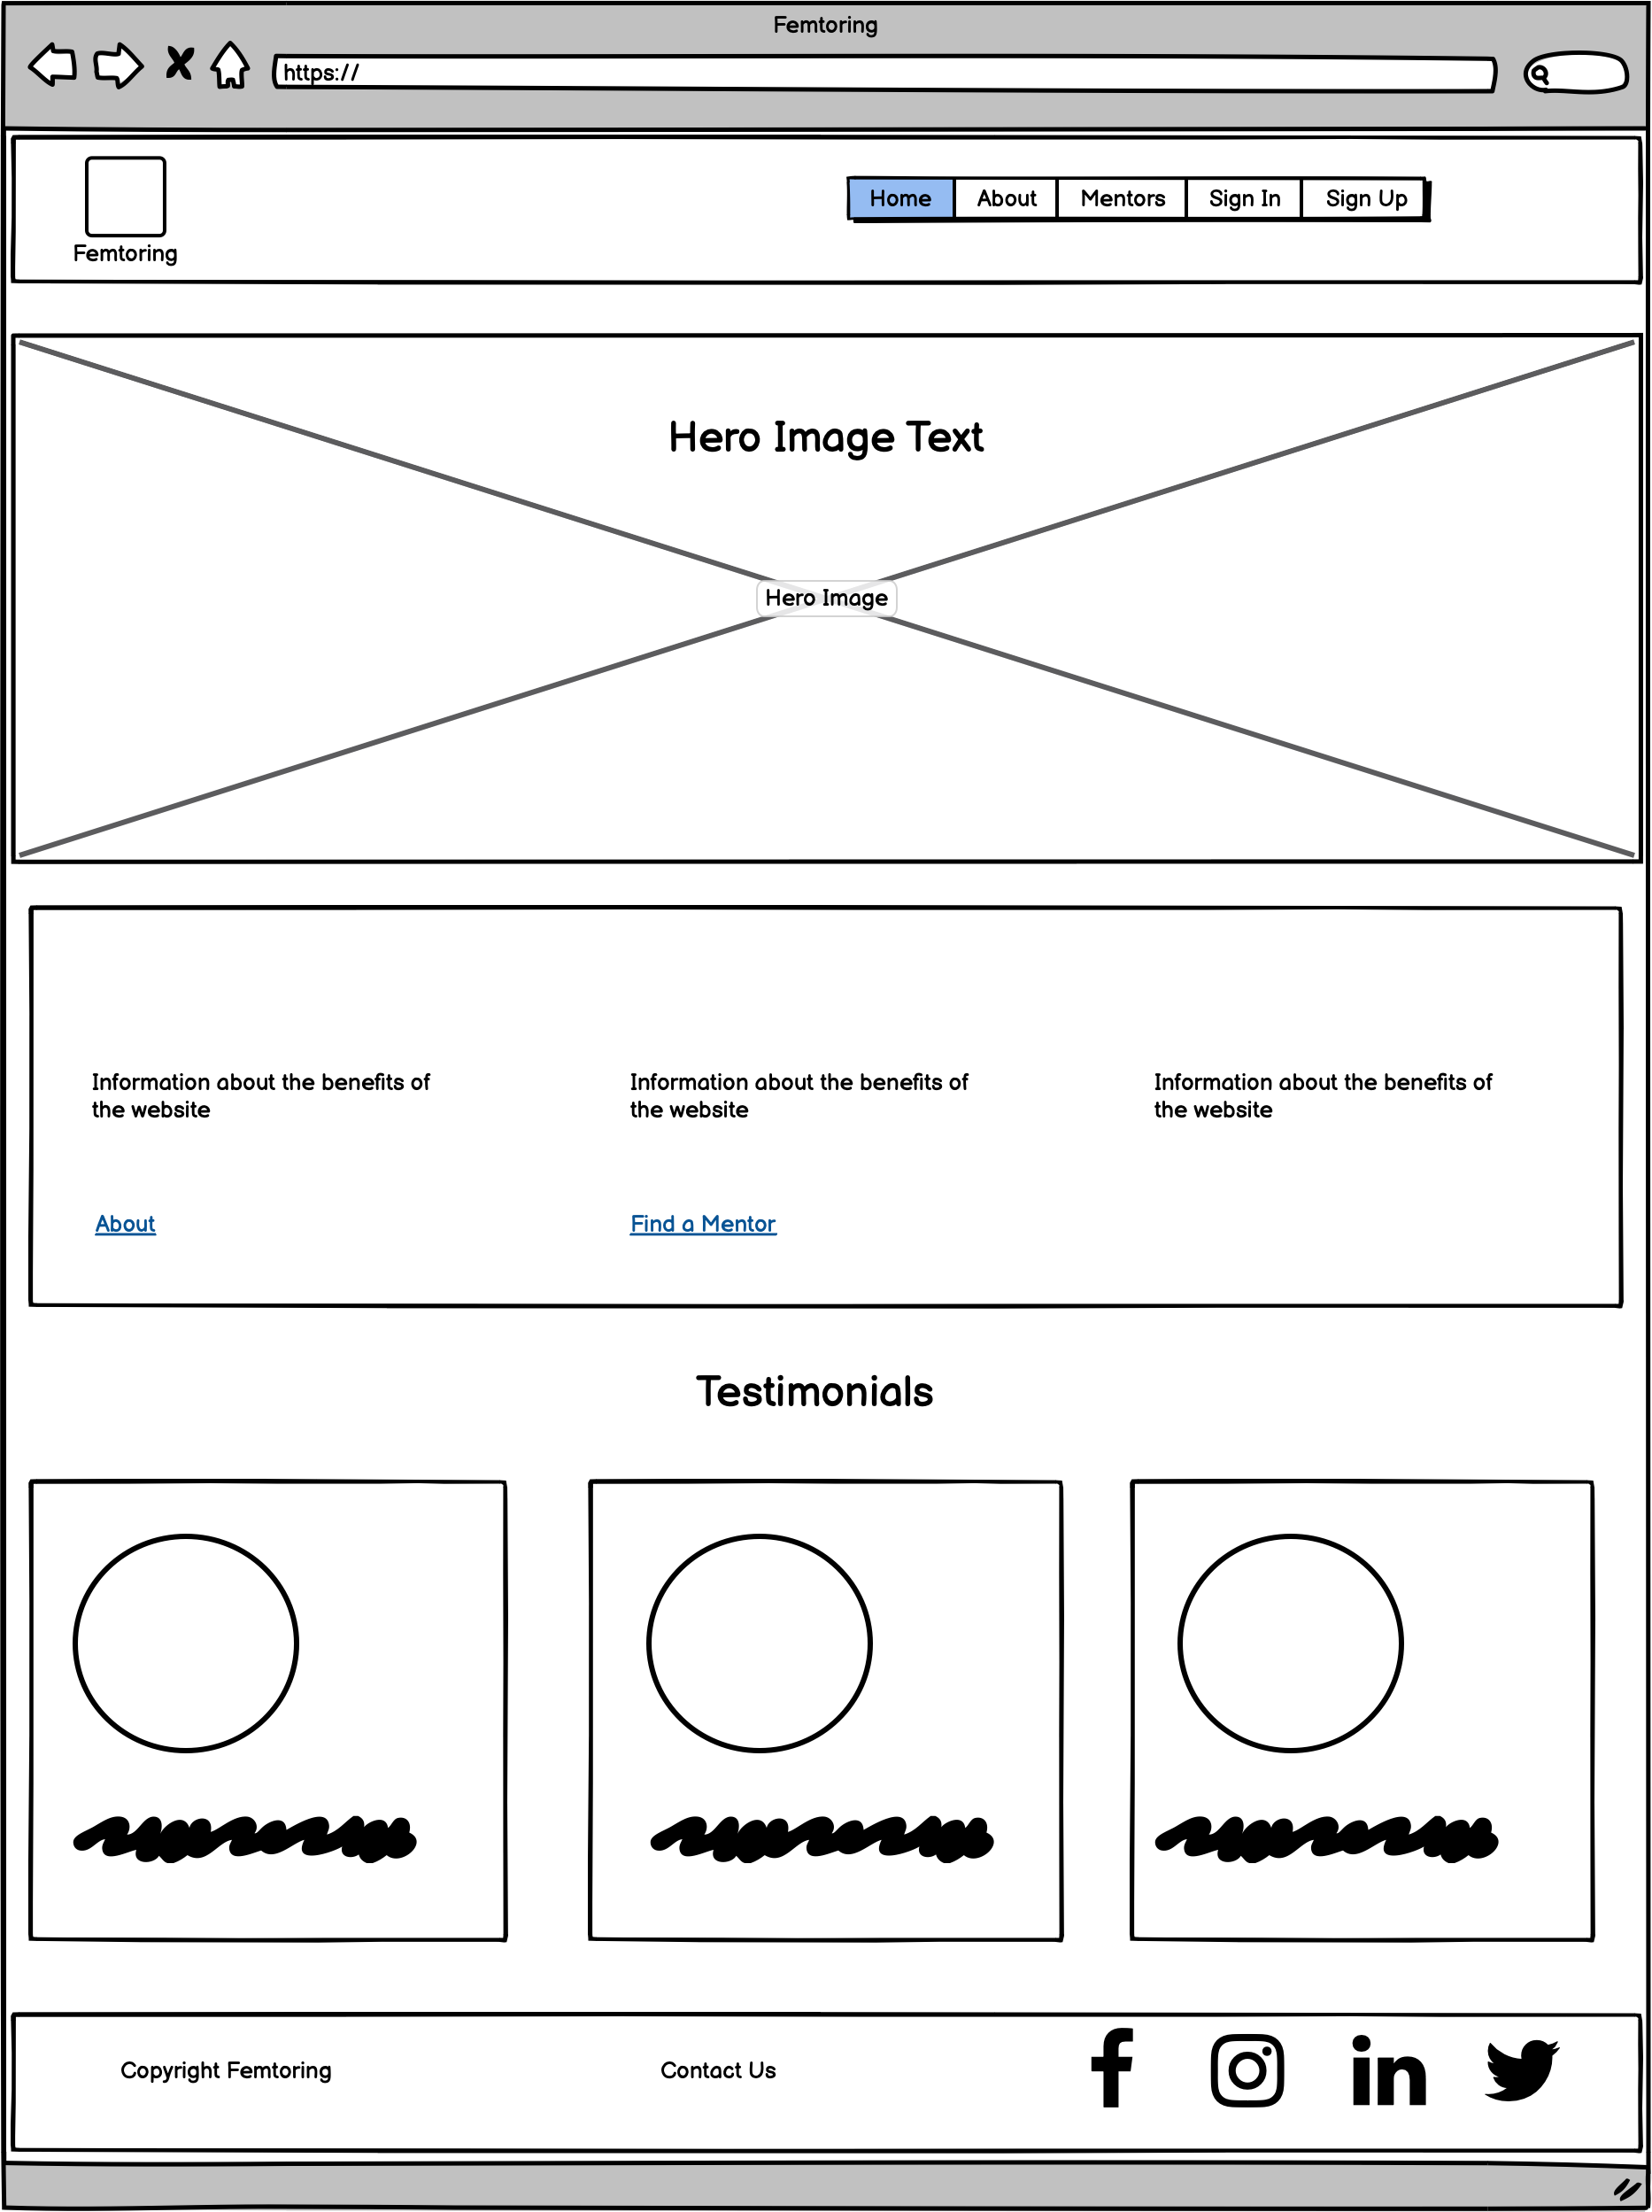 Femtoring
https://
Femtoring
Home About Mentors Sign In Sign Up
Hero Image Text
Hero Image
Information about the benefits of
the website
Information about the benefits of
the website
Information about the benefits of
the website
About
Find a Mentor
Testimonials
Copyright Femtoring
Contact Us